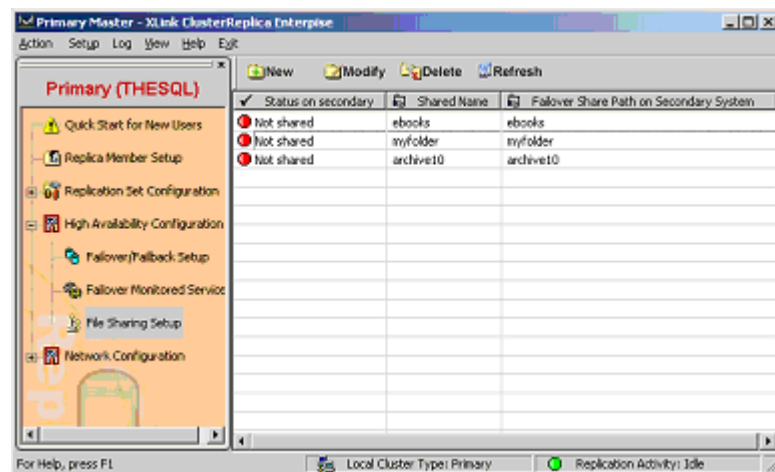 Primary Master - XLink ClusterReplica Enterpise
Action Setup Log View Help Exit
Primary (THESQL)
Quick Start for New Users
Replica Member Setup
Replication Set Configuration
High Availability Configuration
Failover/Failback Setup
Failover Monitored Service
File Sharing Setup
Network Configuration
New Modify Delete Refresh
Status on secondary Shared Name Failover Share Path on Secondary System
Not shared ebooks ebooks
Not shared myfolder myfolder
Not shared archive10 archive10
Rep
For Help, press F1 Local Cluster Type: Primary Replication Activity: Idle